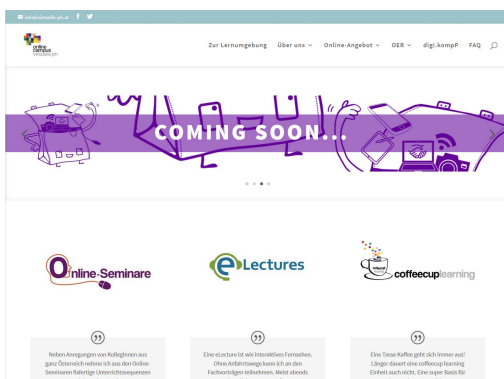 info@virtuelle-ph.at
online
campus
virtuelle ph
Zur Lernumgebung Über uns Online-Angebot OER digi.kompP FAQ
COMING SOON...
Online-Seminare
eLectures
coffeecuplearning
Neben Anregungen von KollegInnen aus
ganz Österreich nehme ich aus den Online-
Seminaren fixfertige Unterrichtssequenzen
Eine eLecture ist wie interaktives Fernsehen.
Ohne Anfahrtswege kann ich an den
Fachvorträgen teilnehmen. Meist abends
Eine Tasse Kaffee geht sich immer aus!
Länger dauert eine coffeecup learning
Einheit auch nicht. Eine super Basis für